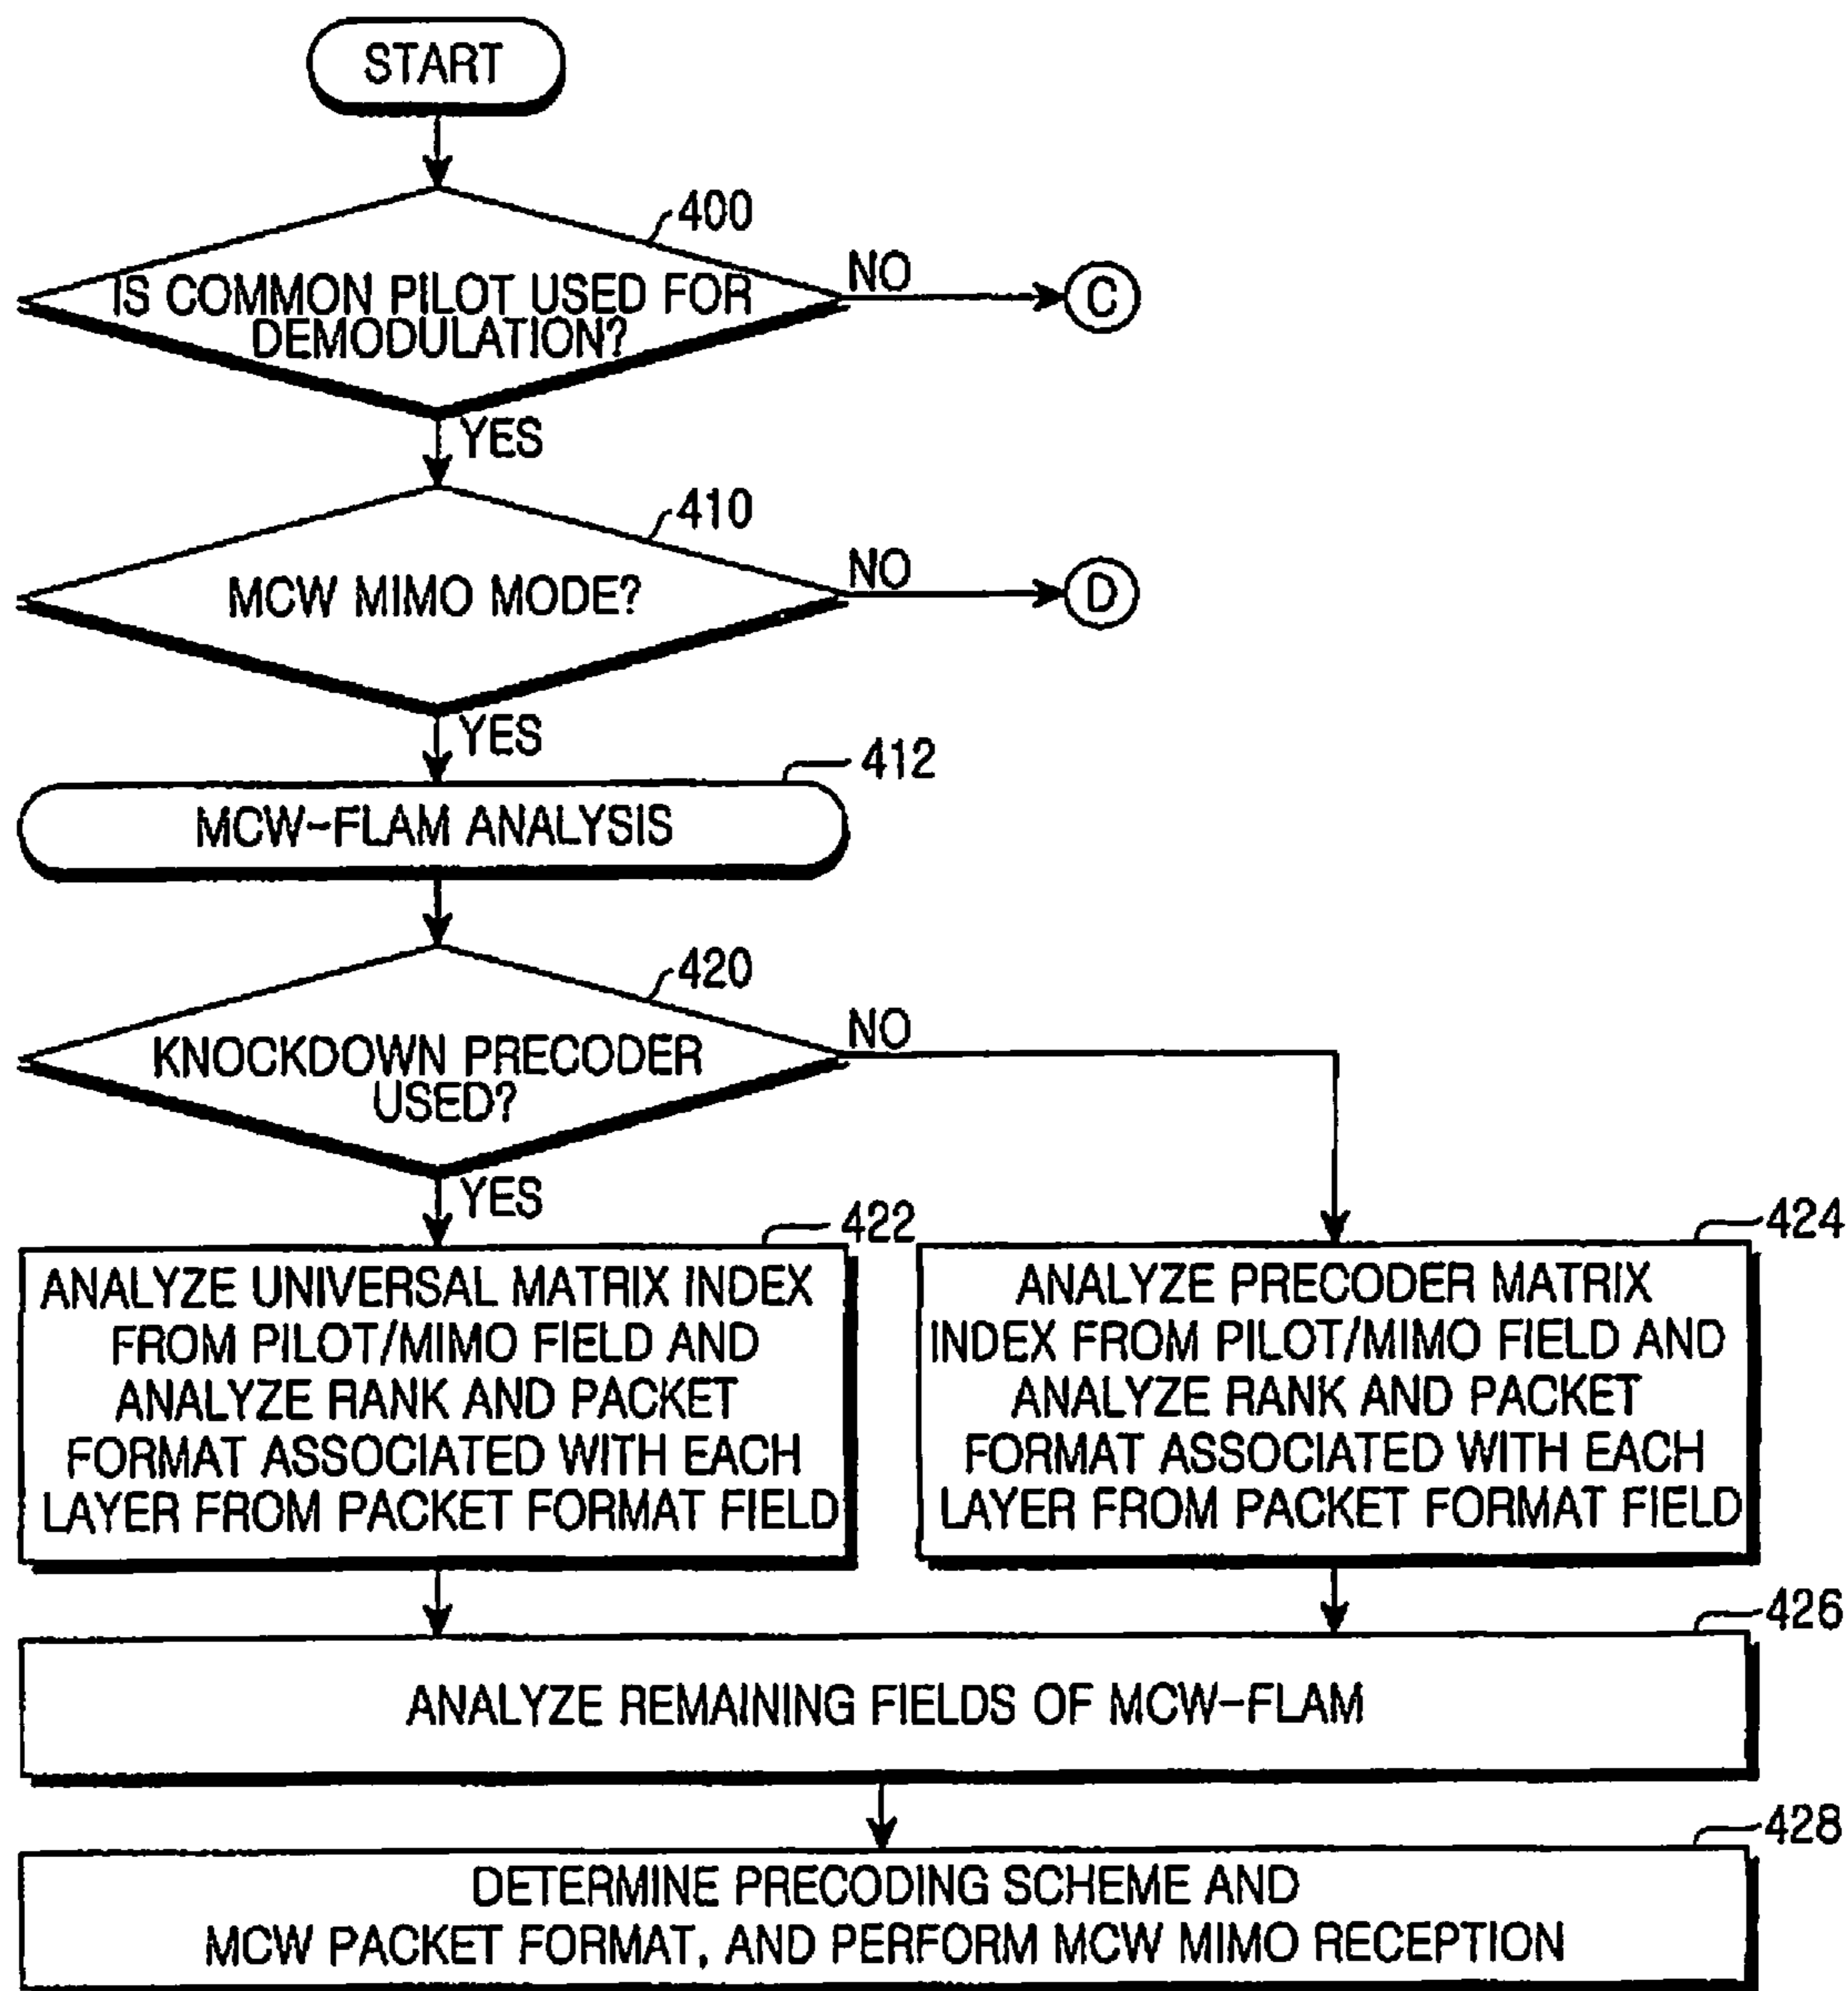 START
400
IS COMMON PILOT USED FOR
DEMODULATION?
NO
C
YES
410
MCW MIMO MODE?
NO
D
YES
412
MCW-FLAM ANALYSIS
420
KNOCKDOWN PRECODER
USED?
NO
YES
422
ANALYZE UNIVERSAL MATRIX INDEX
FROM PILOT/MIMO FIELD AND
ANALYZE RANK AND PACKET
FORMAT ASSOCIATED WITH EACH
LAYER FROM PACKET FORMAT FIELD
424
ANALYZE PRECODER MATRIX
INDEX FROM PILOT/MIMO FIELD AND
ANALYZE RANK AND PACKET
FORMAT ASSOCIATED WITH EACH
LAYER FROM PACKET FORMAT FIELD
426
ANALYZE REMAINING FIELDS OF MCW-FLAM
428
DETERMINE PRECODING SCHEME AND
MCW PACKET FORMAT, AND PERFORM MCW MIMO RECEPTION